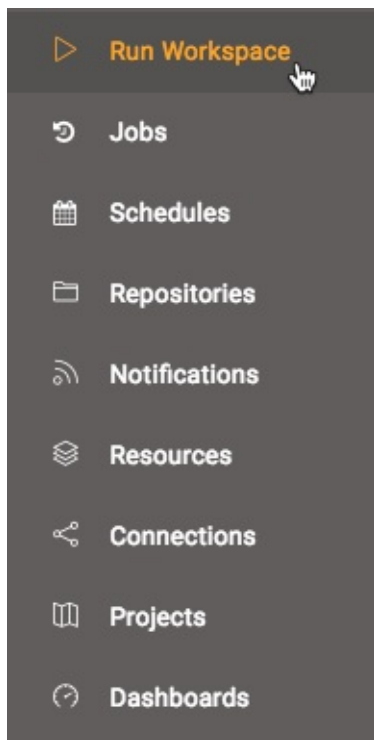 Run Workspace
Jobs
Schedules
Repositories
Notifications
Resources
Connections
Projects
Dashboards